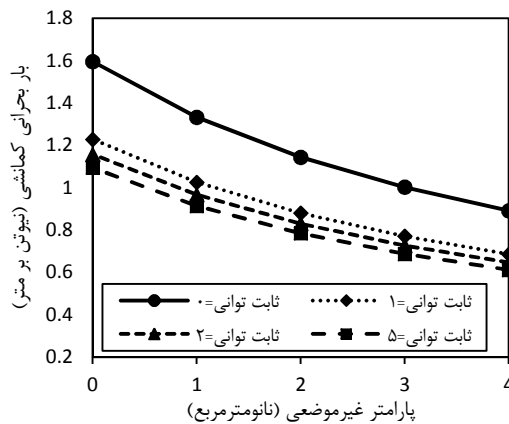 1.8
1.6
1.4
1.2
1
0.8
0.6
0.4
0.2
بار بحرانی کمانشی (نیوتن بر متر)
ثابت توانی=۰
ثابت توانی=۱
ثابت توانی=۲
ثابت توانی=۵
0 1 2 3 4
پارامتر غیرموضعی (نانومترمربع)